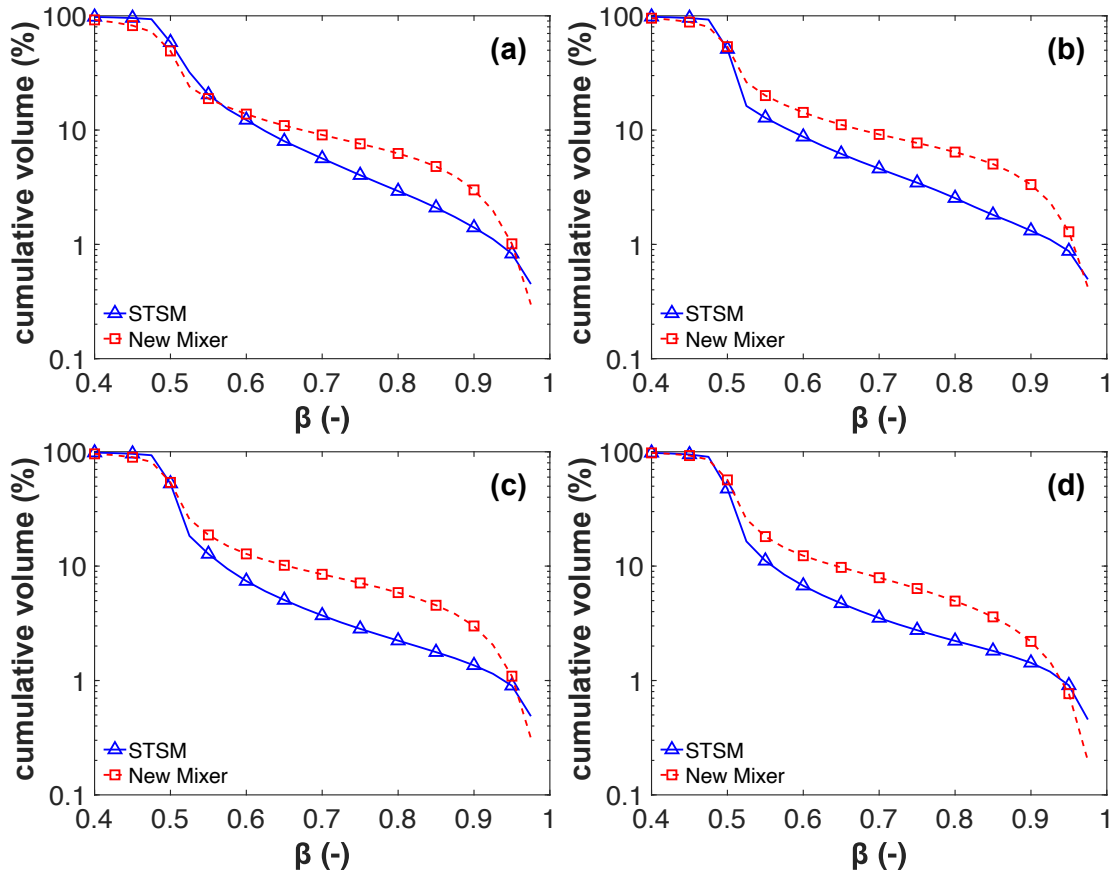 (a)
cumulative volume (%)
100
10
1
0.1
STSM
New Mixer
0.4 0.5 0.6 0.7 0.8 0.9 1
β (-)
(b)
cumulative volume (%)
100
10
1
0.1
STSM
New Mixer
0.4 0.5 0.6 0.7 0.8 0.9 1
β (-)
(c)
cumulative volume (%)
100
10
1
0.1
STSM
New Mixer
0.4 0.5 0.6 0.7 0.8 0.9 1
β (-)
(d)
cumulative volume (%)
100
10
1
0.1
STSM
New Mixer
0.4 0.5 0.6 0.7 0.8 0.9 1
β (-)